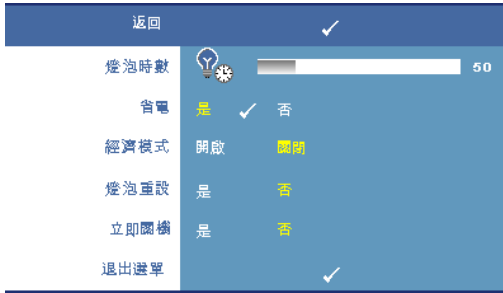 返回
燈泡時數 50
省電 是 否
經濟模式 開啟 關閉
燈泡重設 是 否
立即關機 是 否
退出選單